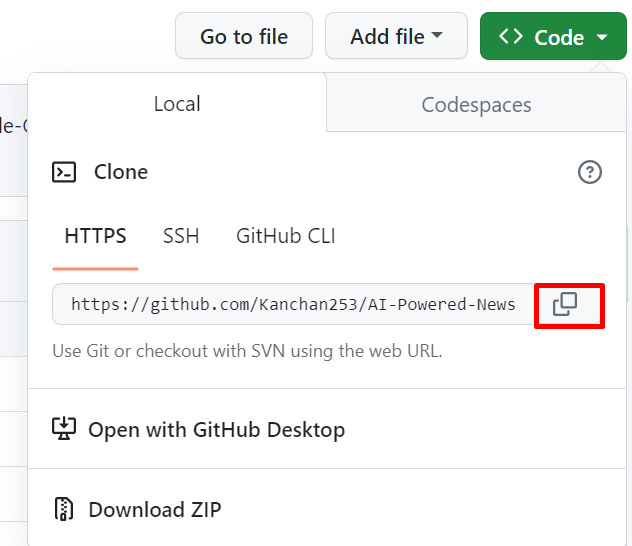 Go to file Add file <> Code
Local Codespaces
Clone
HTTPS SSH GitHub CLI
https://github.com/Kanchan253/AI-Powered-News
Use Git or checkout with SVN using the web URL.
Open with GitHub Desktop
Download ZIP